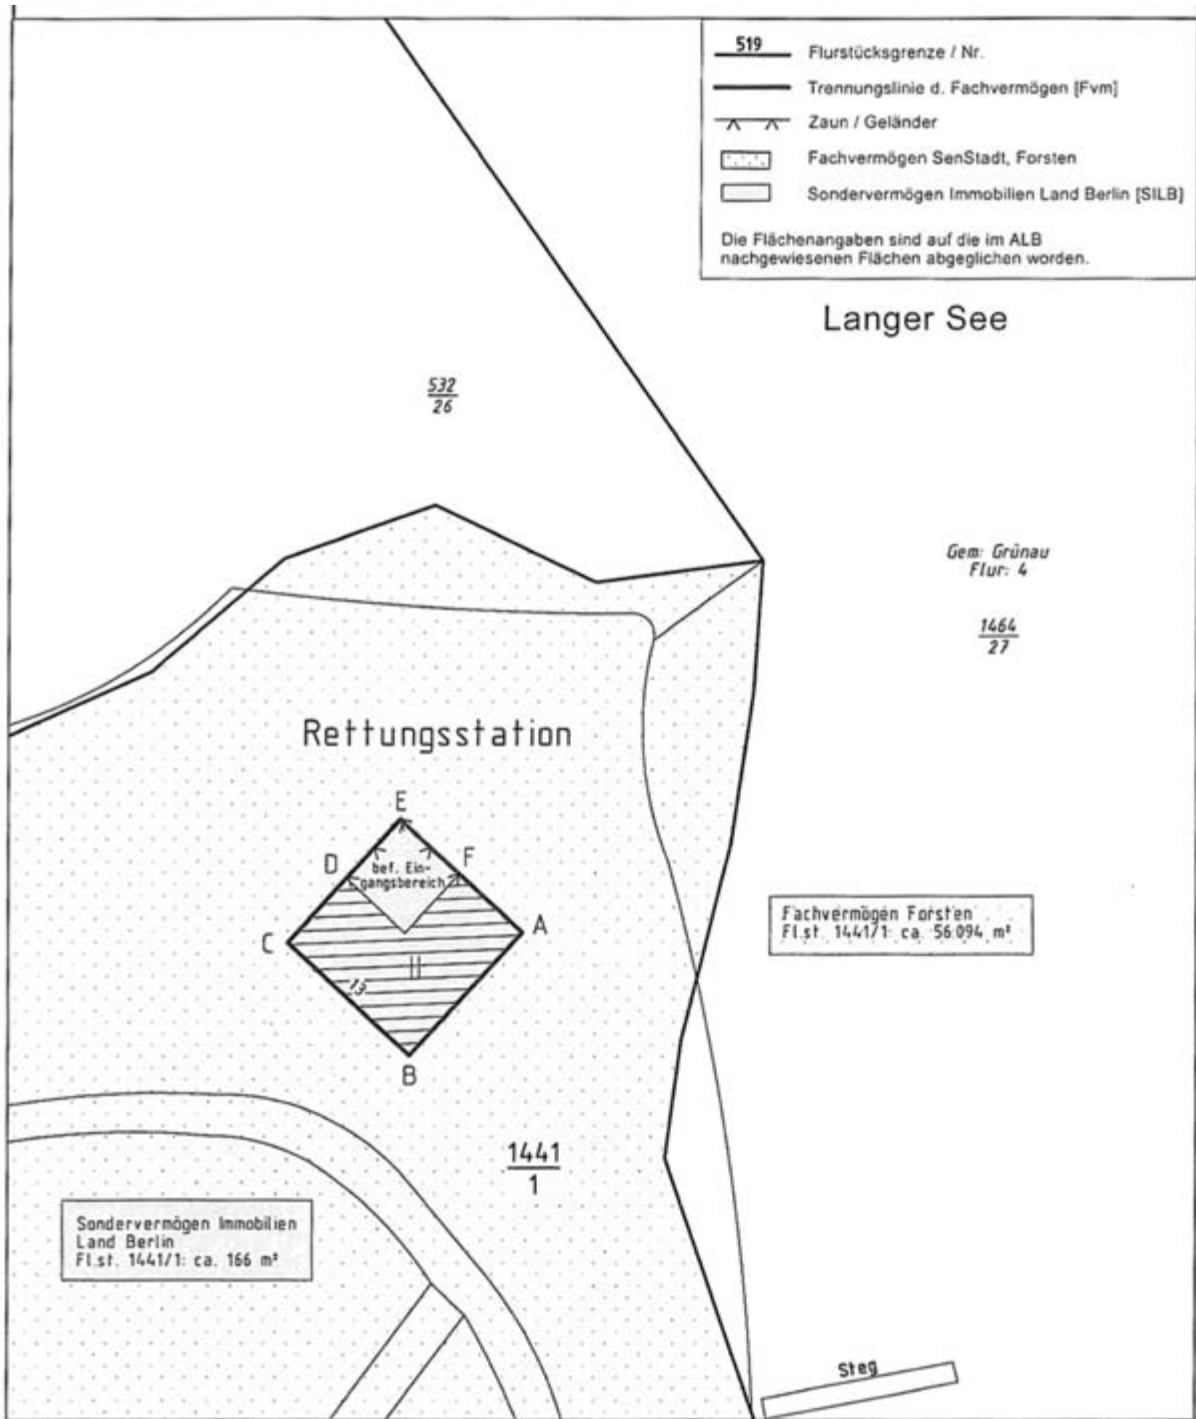 519
Flurstücksgrenze / Nr.
Trennungslinie d. Fachvermögen [Fvm]
Zaun / Geländer
Fachvermögen SenStadt, Forsten
Sondervermögen Immobilien Land Berlin [SILB]
Die Flächenangaben sind auf die im ALB
nachgewiesenen Flächen abgeglichen worden.
Langer See
532
26
Gem: Grünau
Flur: 4
1464
27
Rettungsstation
E
D
F
bef. Ein-
gangsbereich
C
A
II
13
B
Fachvermögen Forsten
Fl.st. 1441/1: ca. 56.094 m²
1441
1
Sondervermögen Immobilien
Land Berlin
Fl.st. 1441/1: ca. 166 m²
Steg